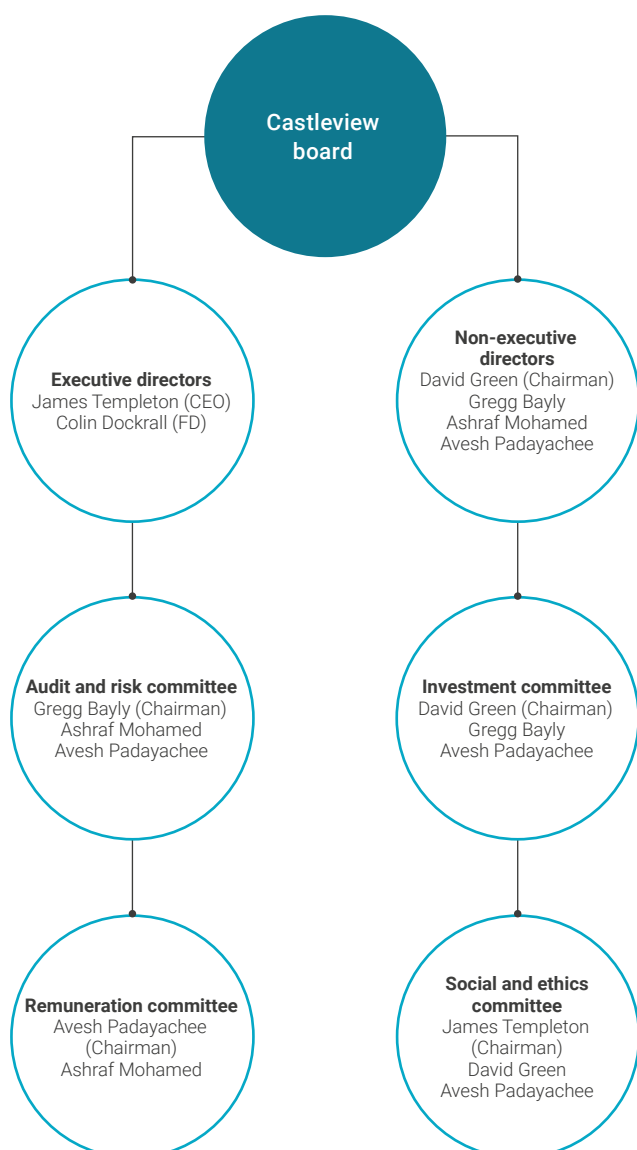 Castleview
board
Executive directors
James Templeton (CEO)
Colin Dockrall (FD)
Non-executive
directors
David Green (Chairman)
Gregg Bayly
Ashraf Mohamed
Avesh Padayachee
Audit and risk committee
Gregg Bayly (Chairman)
Ashraf Mohamed
Avesh Padayachee
Investment committee
David Green (Chairman)
Gregg Bayly
Avesh Padayachee
Remuneration committee
Avesh Padayachee
(Chairman)
Ashraf Mohamed
Social and ethics
committee
James Templeton
(Chairman)
David Green
Avesh Padayachee